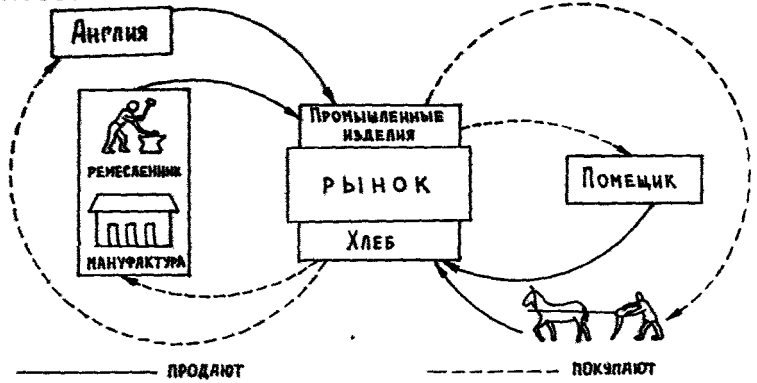 Англия
Промышленные
изделия
Ремесленник
Рынок
Помещик
Хлеб
Мануфактура
Продают
Покупают